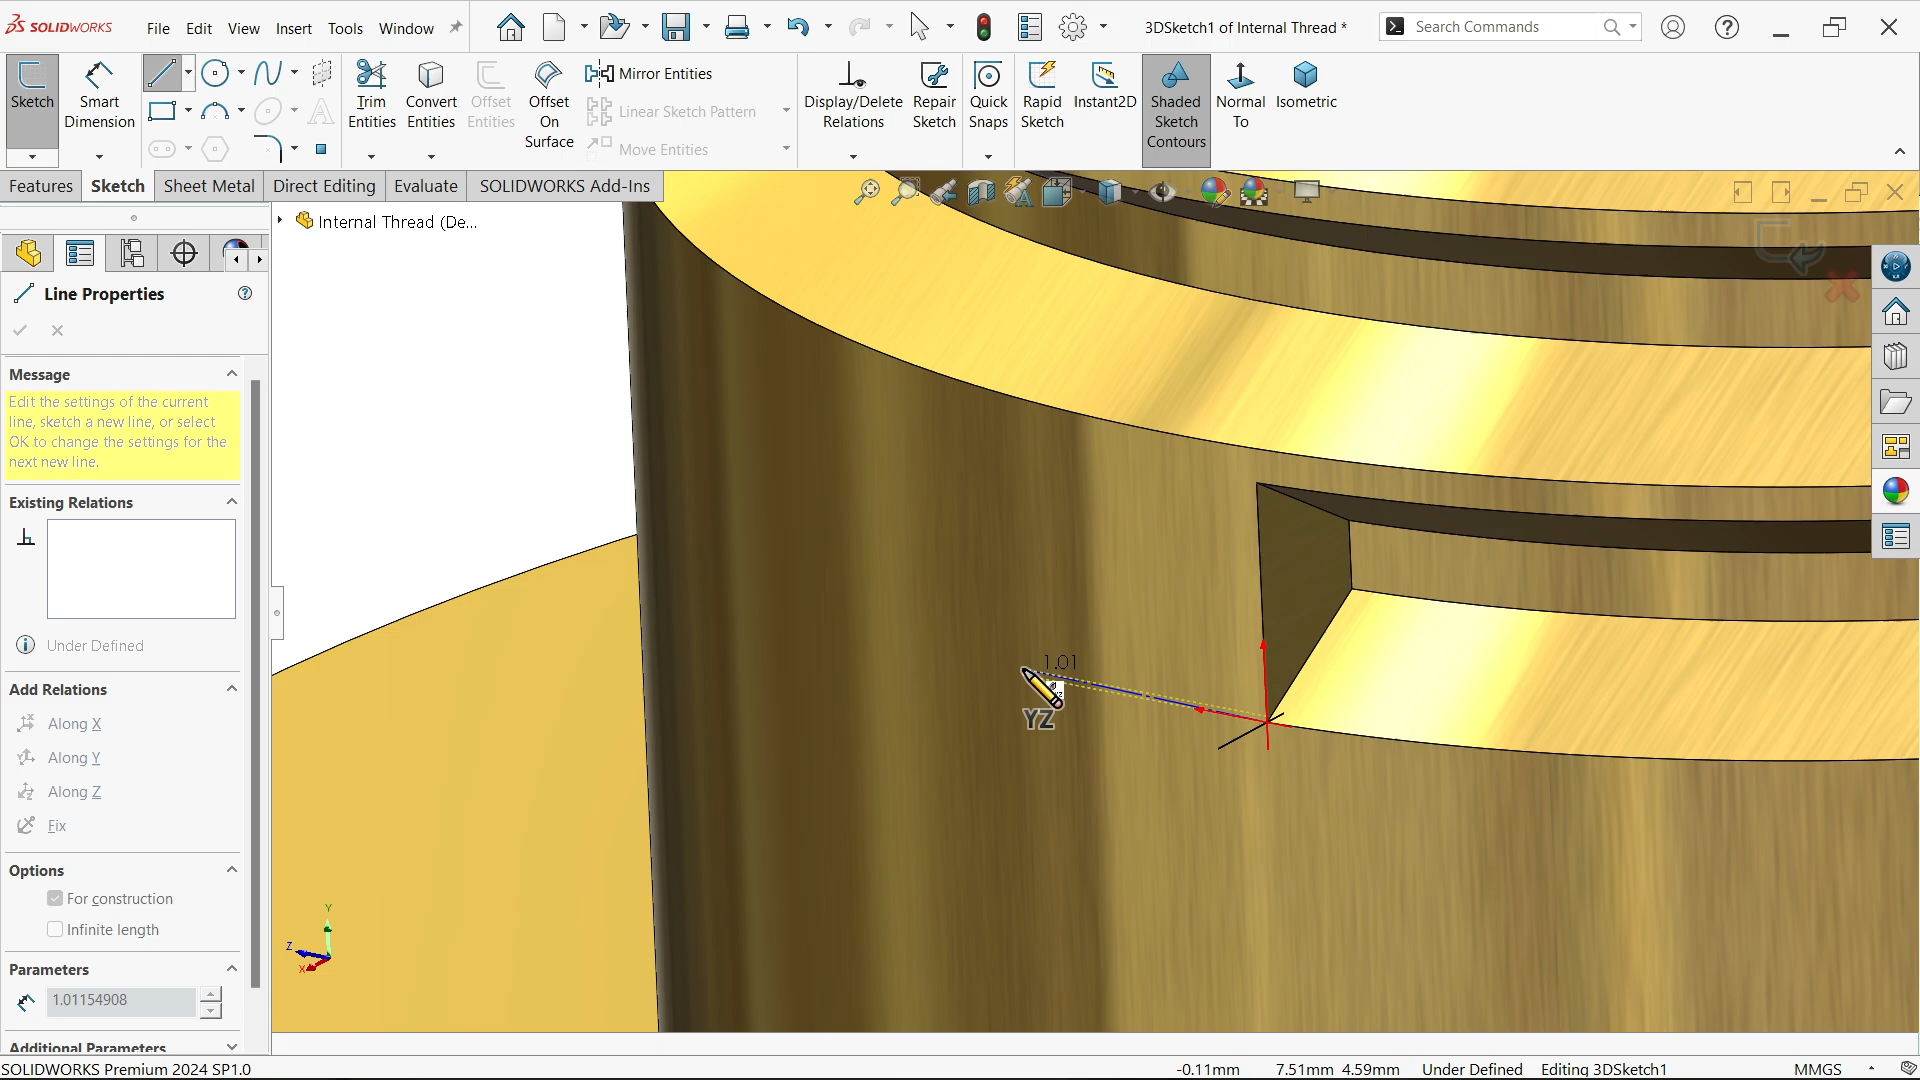 SOLIDWORKS
File Edit View Insert Tools Window
3DSketch1 of Internal Thread *
Search Commands
Sketch
Smart Dimension
Trim Entities
Convert Entities
Offset Entities
Offset On Surface
Mirror Entities
Linear Sketch Pattern
Move Entities
Display/Delete Relations
Repair Sketch
Quick Snaps
Rapid Sketch
Instant2D
Shaded Sketch Contours
Normal To
Isometric
Features Sketch Sheet Metal Direct Editing Evaluate SOLIDWORKS Add-Ins
Internal Thread (De...
Line Properties
Message
Edit the settings of the current
line, sketch a new line, or select
OK to change the settings for the
next new line.
Existing Relations
Under Defined
Add Relations
Along X
Along Y
Along Z
Fix
Options
For construction
Infinite length
Parameters
1.01154908
Additional Parameters
1.01
YZ
Y
Z
X
SOLIDWORKS Premium 2024 SP1.0
-0.11mm 7.51mm 4.59mm Under Defined Editing 3DSketch1 MMGS